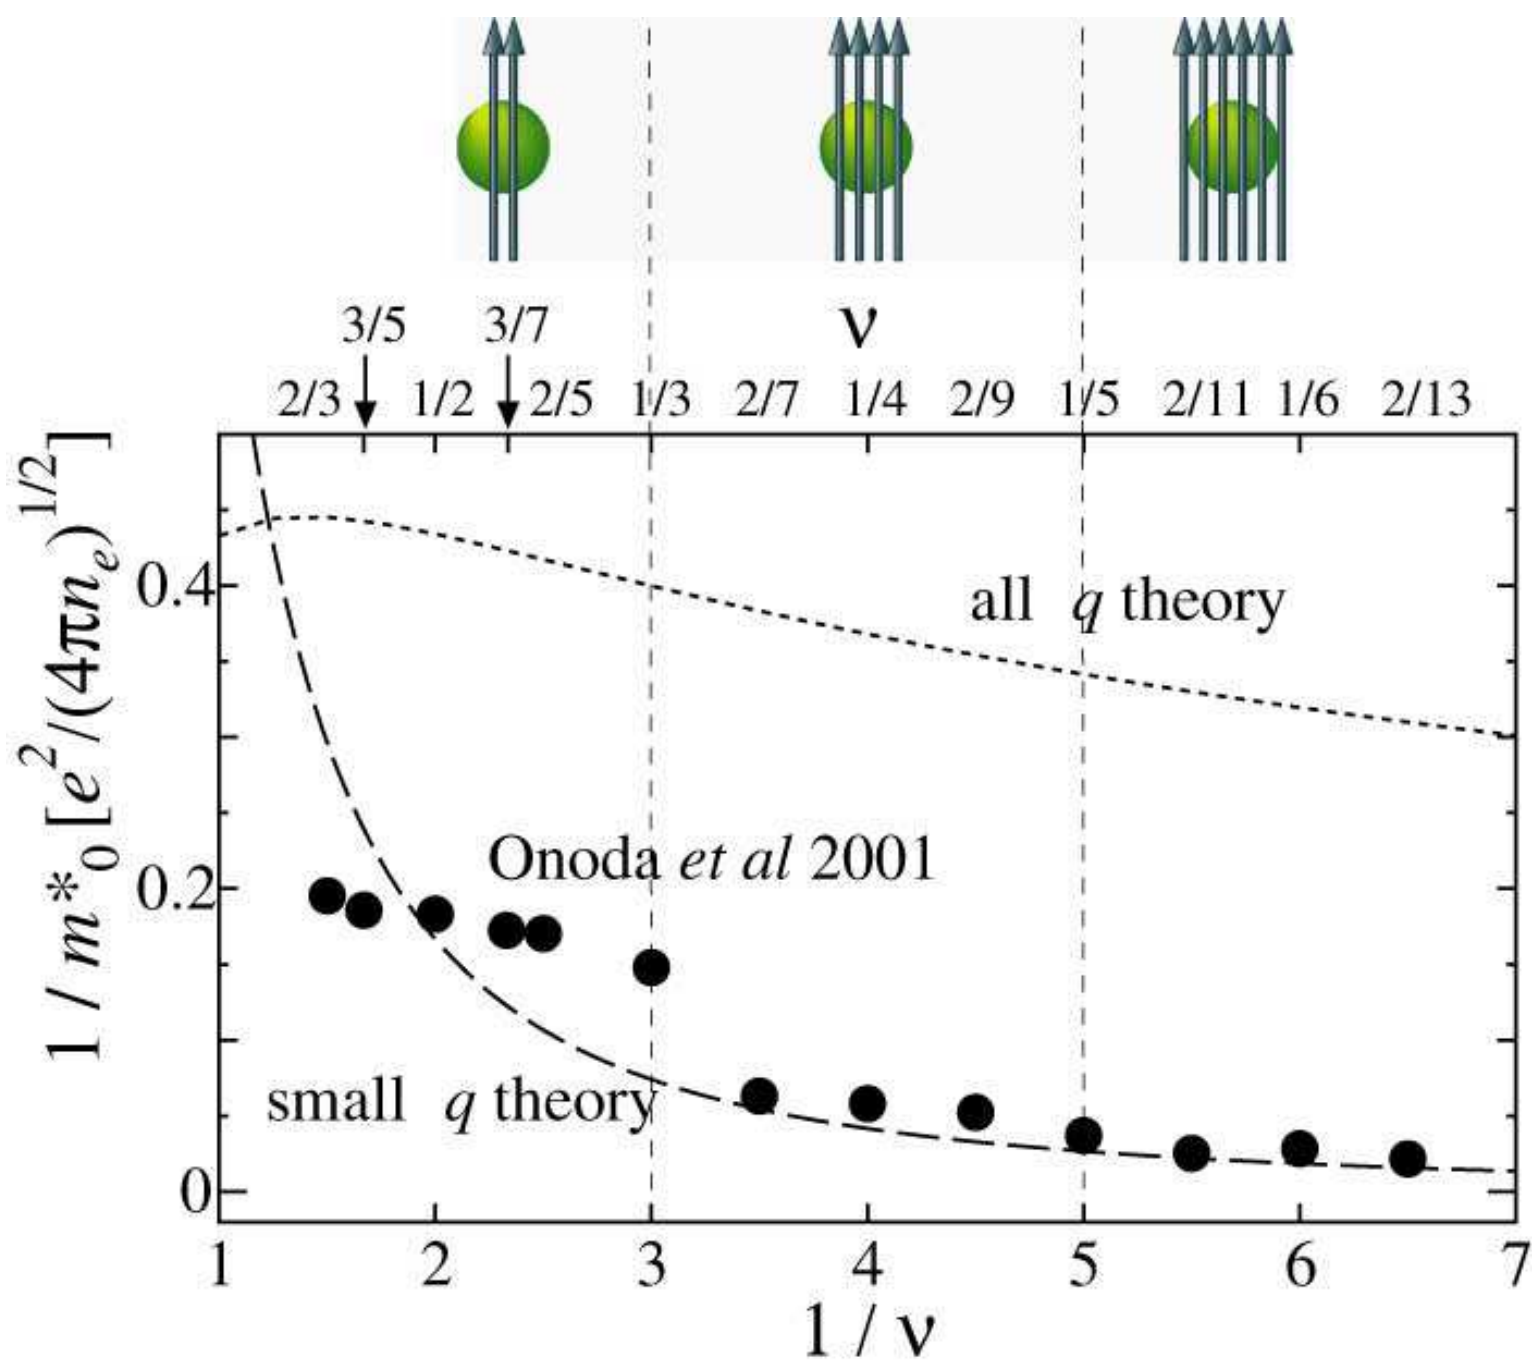 3/5 3/7 ν
2/3 1/2 2/5 1/3 2/7 1/4 2/9 1/5 2/11 1/6 2/13
1 / m*0 [e2/(4πne)1/2]
0.4
all q theory
Onoda et al 2001
0.2
small q theory
0
1 2 3 4 5 6 7
1 / ν